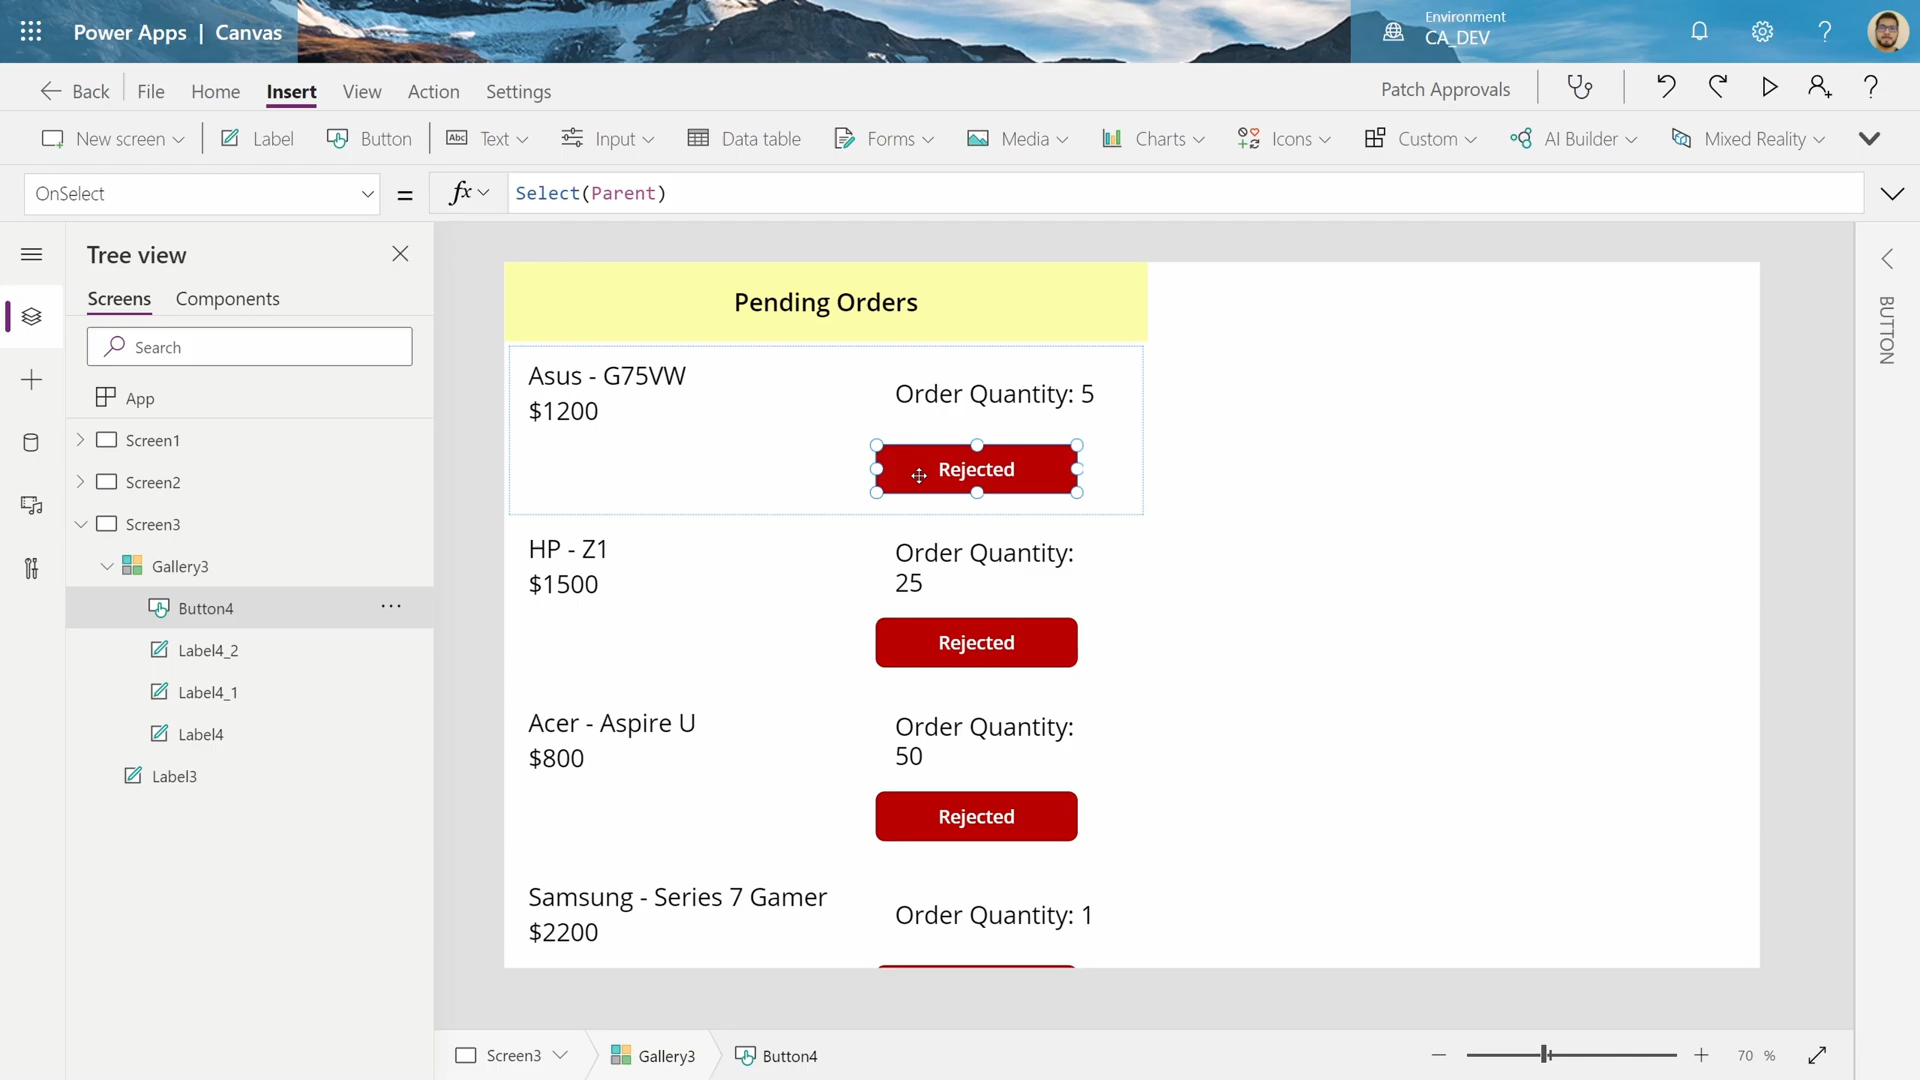 Power Apps | Canvas
Environment
CA_DEV
Back File Home Insert View Action Settings
Patch Approvals
New screen Label Button Text Input Data table Forms Media Charts Icons Custom AI Builder Mixed Reality
OnSelect = fx Select(Parent)
Tree view
Screens Components
Search
App
Screen1
Screen2
Screen3
Gallery3
Button4
Label4_2
Label4_1
Label4
Label3
Pending Orders
Asus - G75VW
$1200
Order Quantity: 5
Rejected
HP - Z1
$1500
Order Quantity:
25
Rejected
Acer - Aspire U
$800
Order Quantity:
50
Rejected
Samsung - Series 7 Gamer
$2200
Order Quantity: 1
BUTTON
Screen3 Gallery3 Button4
70 %